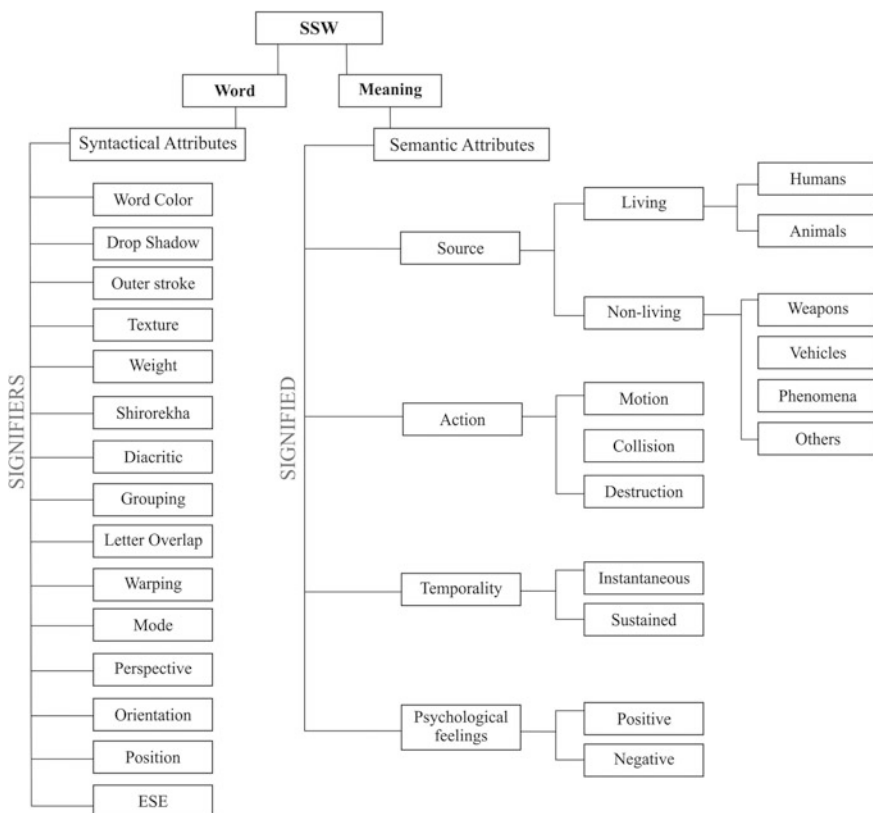 SSW
Word
Meaning
Syntactical Attributes
Semantic Attributes
SIGNIFIERS
Word Color
Drop Shadow
Outer stroke
Texture
Weight
Shirorekha
Diacritic
Grouping
Letter Overlap
Warping
Mode
Perspective
Orientation
Position
ESE
SIGNIFIED
Source
Living
Humans
Animals
Non-living
Weapons
Vehicles
Phenomena
Others
Action
Motion
Collision
Destruction
Temporality
Instantaneous
Sustained
Psychological
feelings
Positive
Negative